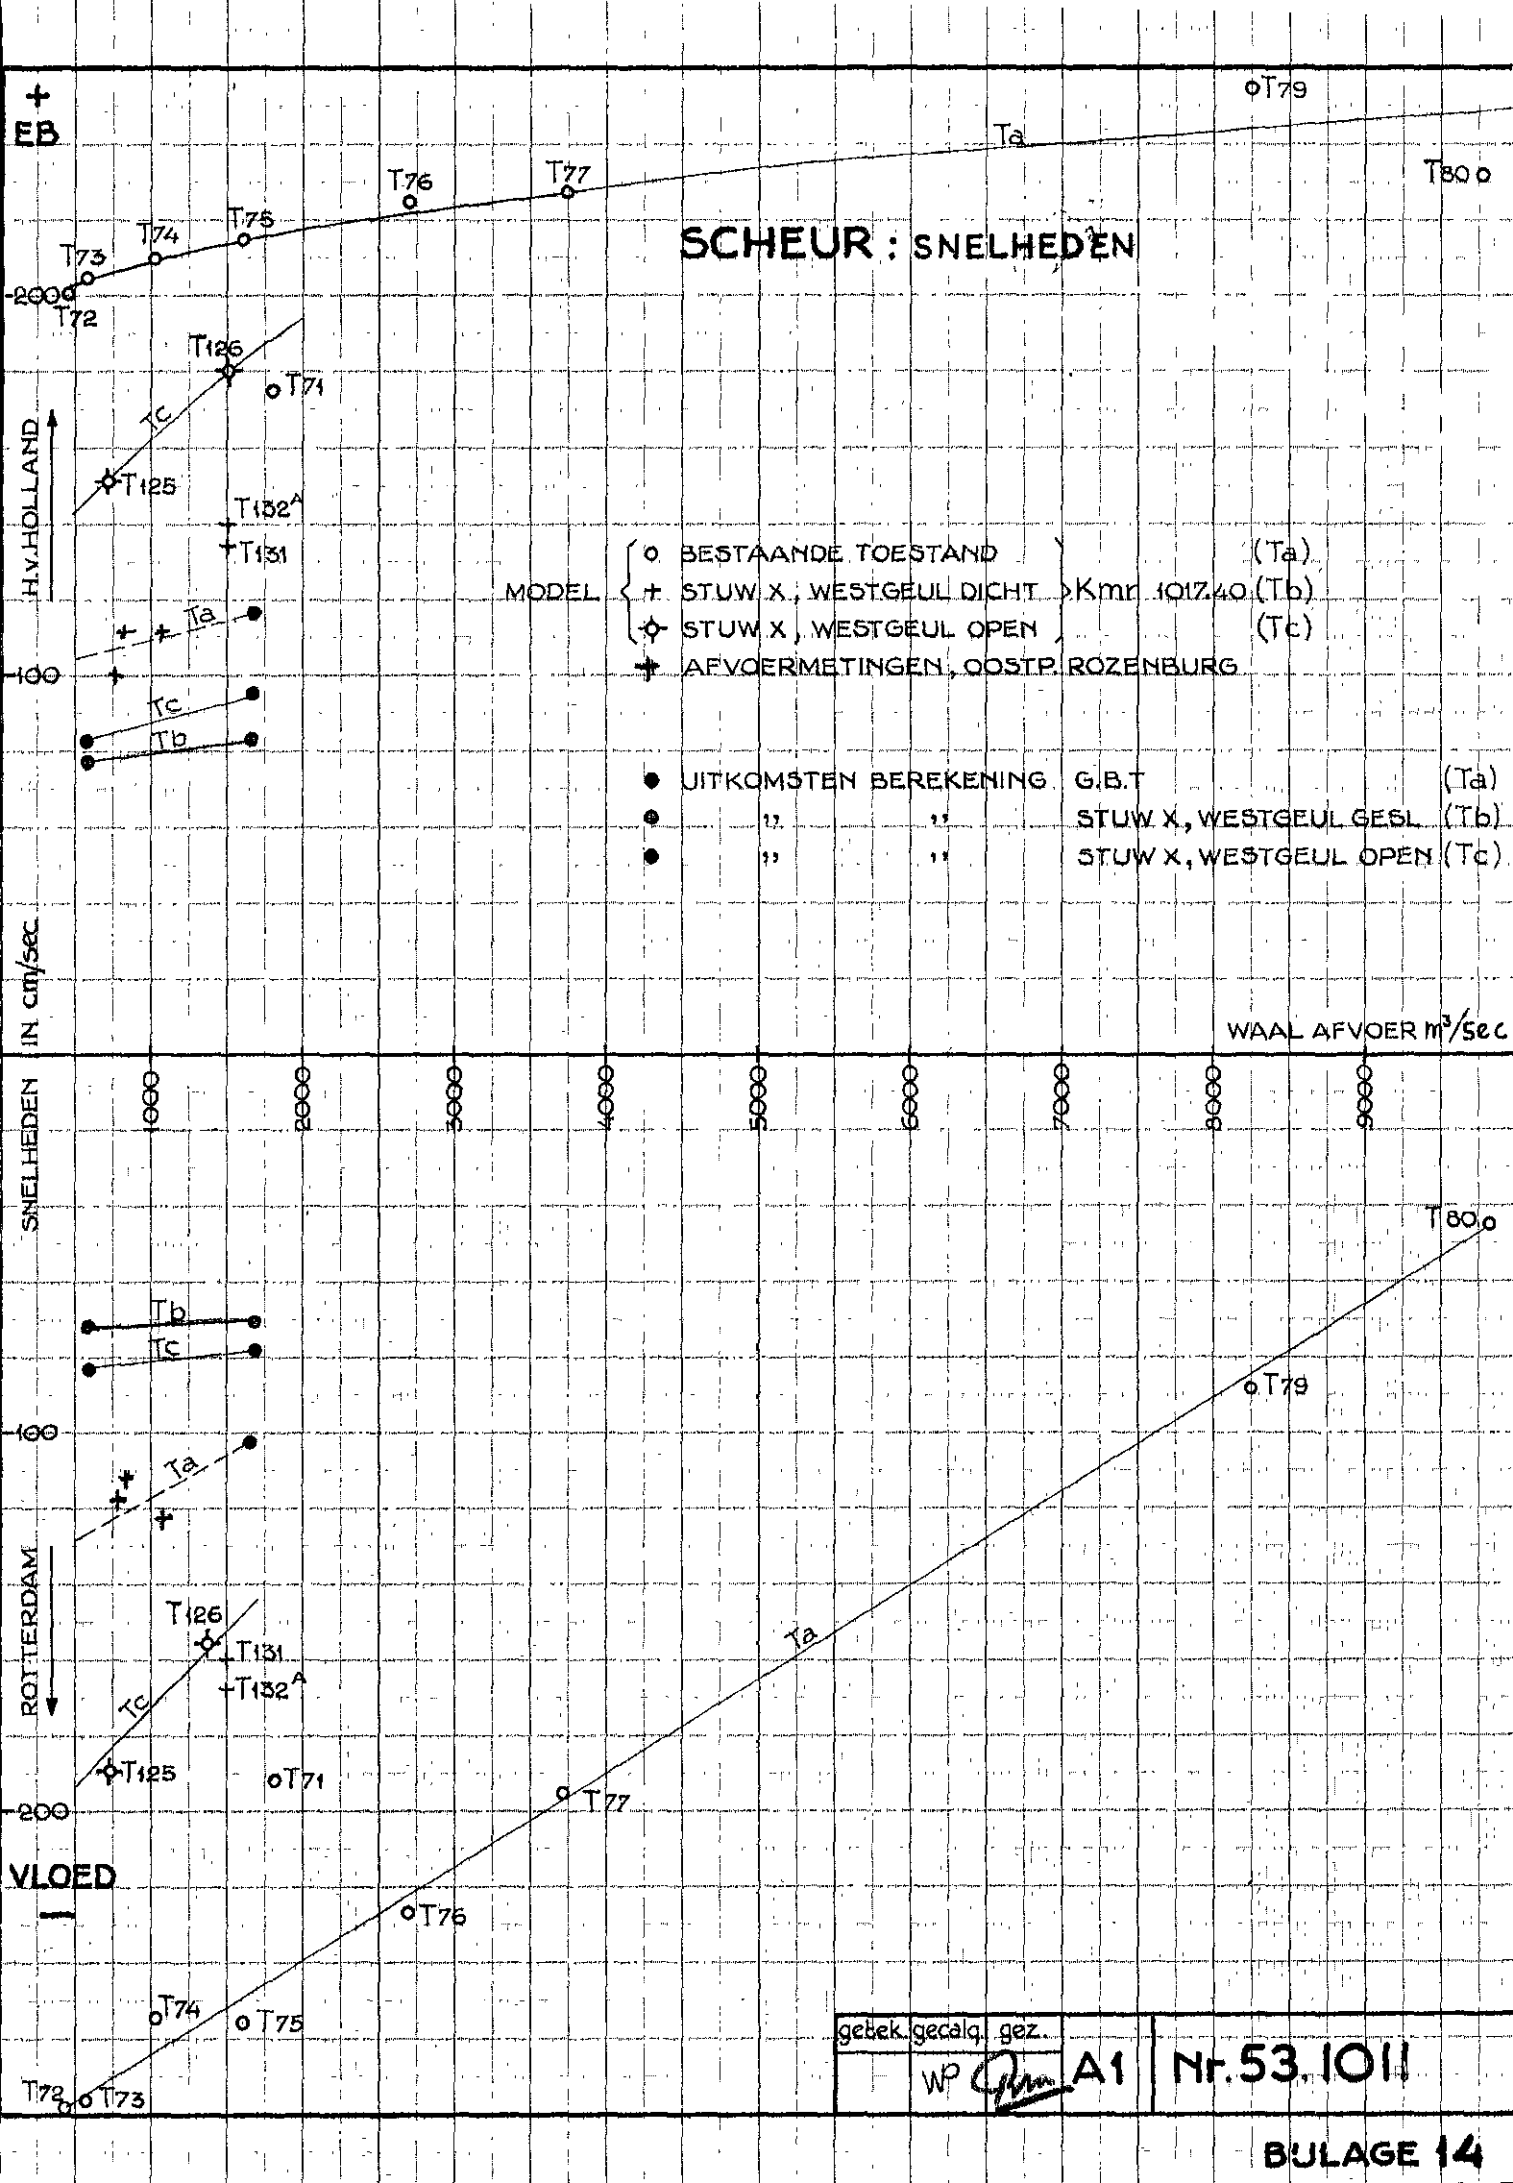 +
EB
T79
Ta
T76
T77
T80
T75
T74
T73
SCHEUR : SNELHEDEN
2000
T72
T126
T71
Tc
H.v.HOLLAND
T125
T132A
T131
MODEL
BESTAANDE TOESTAND (Ta)
STUW X, WESTGEUL DICHT Kmr 1017.40 (Tb)
STUW X, WESTGEUL OPEN (Tc)
AFVOERMETINGEN, OOSTP. ROZENBURG
Ta
100
Tc
Tb
UITKOMSTEN BEREKENING G.B.T (Ta)
" " STUW X, WESTGEUL GESL (Tb)
" " STUW X, WESTGEUL OPEN (Tc)
SNELHEDEN IN cm/sec
WAAL AFVOER m³/sec
1000 2000 3000 4000 5000 6000 7000 8000 9000
T80
Tb
Tc
T79
100
Ta
ROTTERDAM
T126
T131
T132A
Ta
Tc
T125
T71
T77
200
VLOED
—
T76
T74
T75
T72
T73
getek. gecalq. gez.
WP A1 Nr. 53.1011
BIJLAGE 14